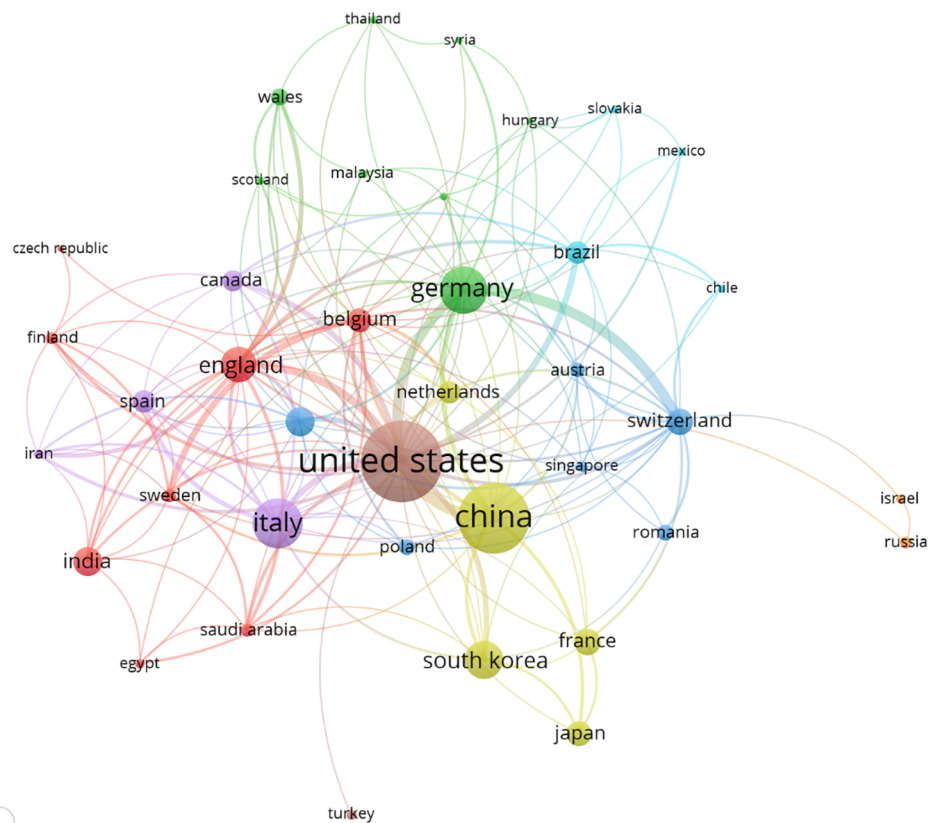 thailand
syria
wales
slovakia
hungary
mexico
malaysia
scotland
czech republic
brazil
canada
germany
chile
belgium
finland
england
austria
netherlands
spain
switzerland
iran
united states
singapore
sweden
israel
china
italy
romania
russia
poland
india
saudi arabia
france
south korea
egypt
japan
turkey